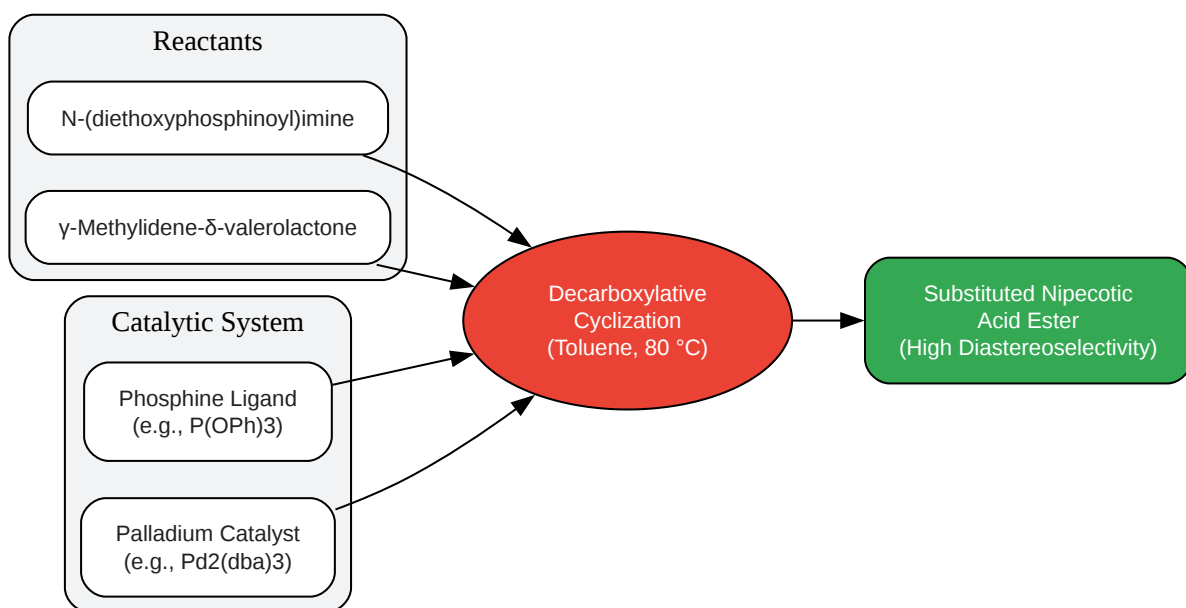 Reactants
N-(diethoxyphosphinoyl)imine
γ-Methylidene-δ-valerolactone
Catalytic System
Phosphine Ligand
(e.g., P(OPh)3)
Palladium Catalyst
(e.g., Pd2(dba)3)
Decarboxylative
Cyclization
(Toluene, 80 °C)
Substituted Nipecotic
Acid Ester
(High Diastereoselectivity)